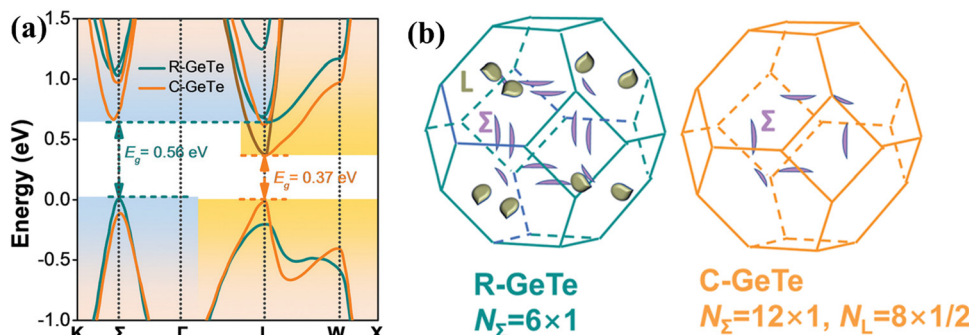 (a)
1.5
1.0
0.5
0.0
-0.5
-1.0
Energy (eV)
R-GeTe
C-GeTe
E_g = 0.56 eV
E_g = 0.37 eV
K Σ Γ L W X
(b)
L
Σ
Σ
R-GeTe
N_Σ=6×1
C-GeTe
N_Σ=12×1, N_L=8×1/2